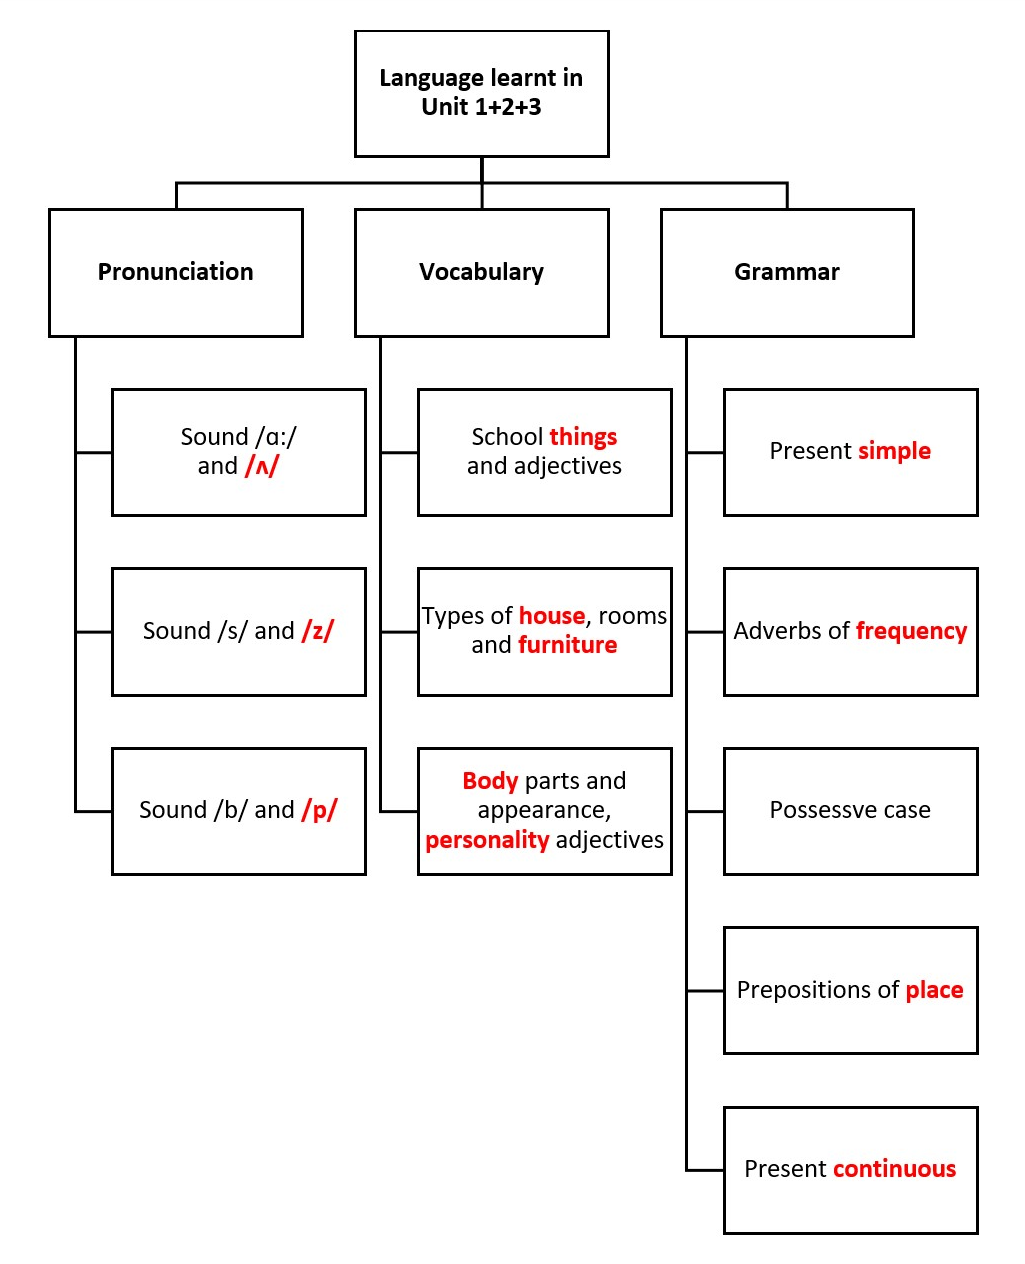 Language learnt in
Unit 1+2+3
Pronunciation
Vocabulary
Grammar
Sound /ɑ:/
and /ʌ/
Sound /s/ and /z/
Sound /b/ and /p/
School things
and adjectives
Types of house, rooms
and furniture
Body parts and
appearance,
personality adjectives
Present simple
Adverbs of frequency
Possessve case
Prepositions of place
Present continuous